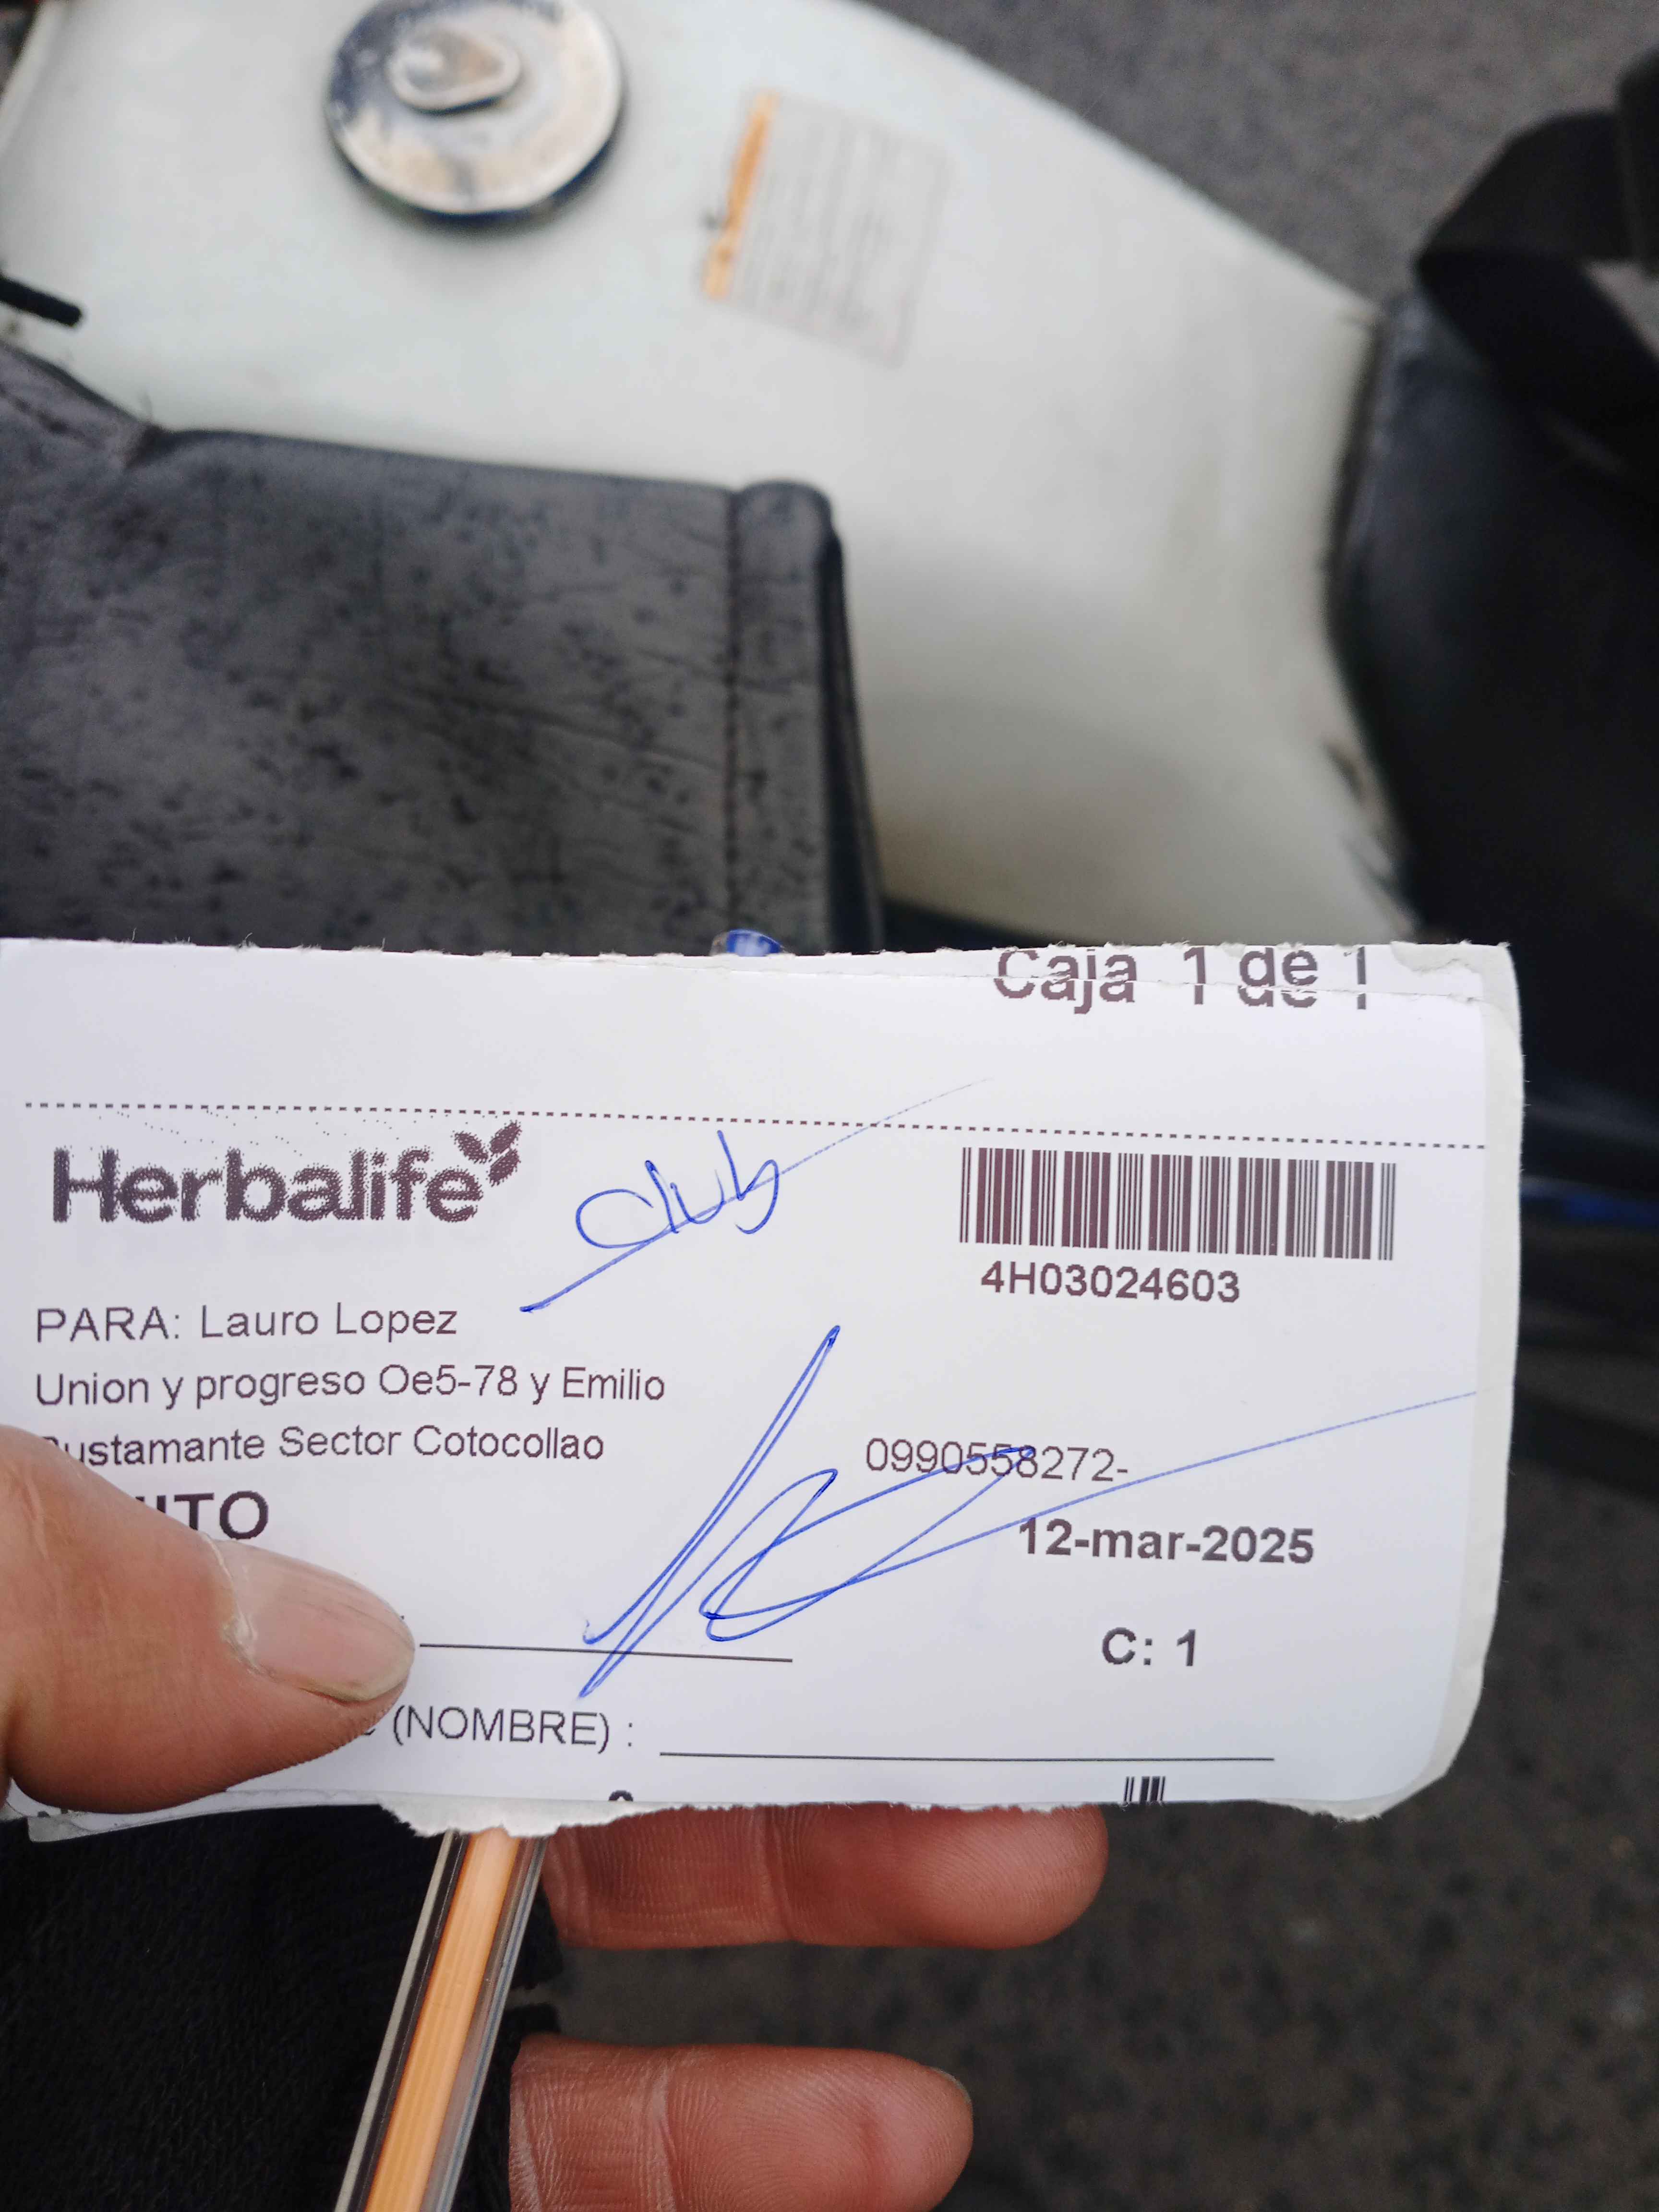 Caja 1 de 1
Herbalife
club
4H03024603
PARA: Lauro Lopez
Union y progreso Oe5-78 y Emilio
Bustamante Sector Cotocollao
0990558272-
12-mar-2025
C: 1
(NOMBRE) :